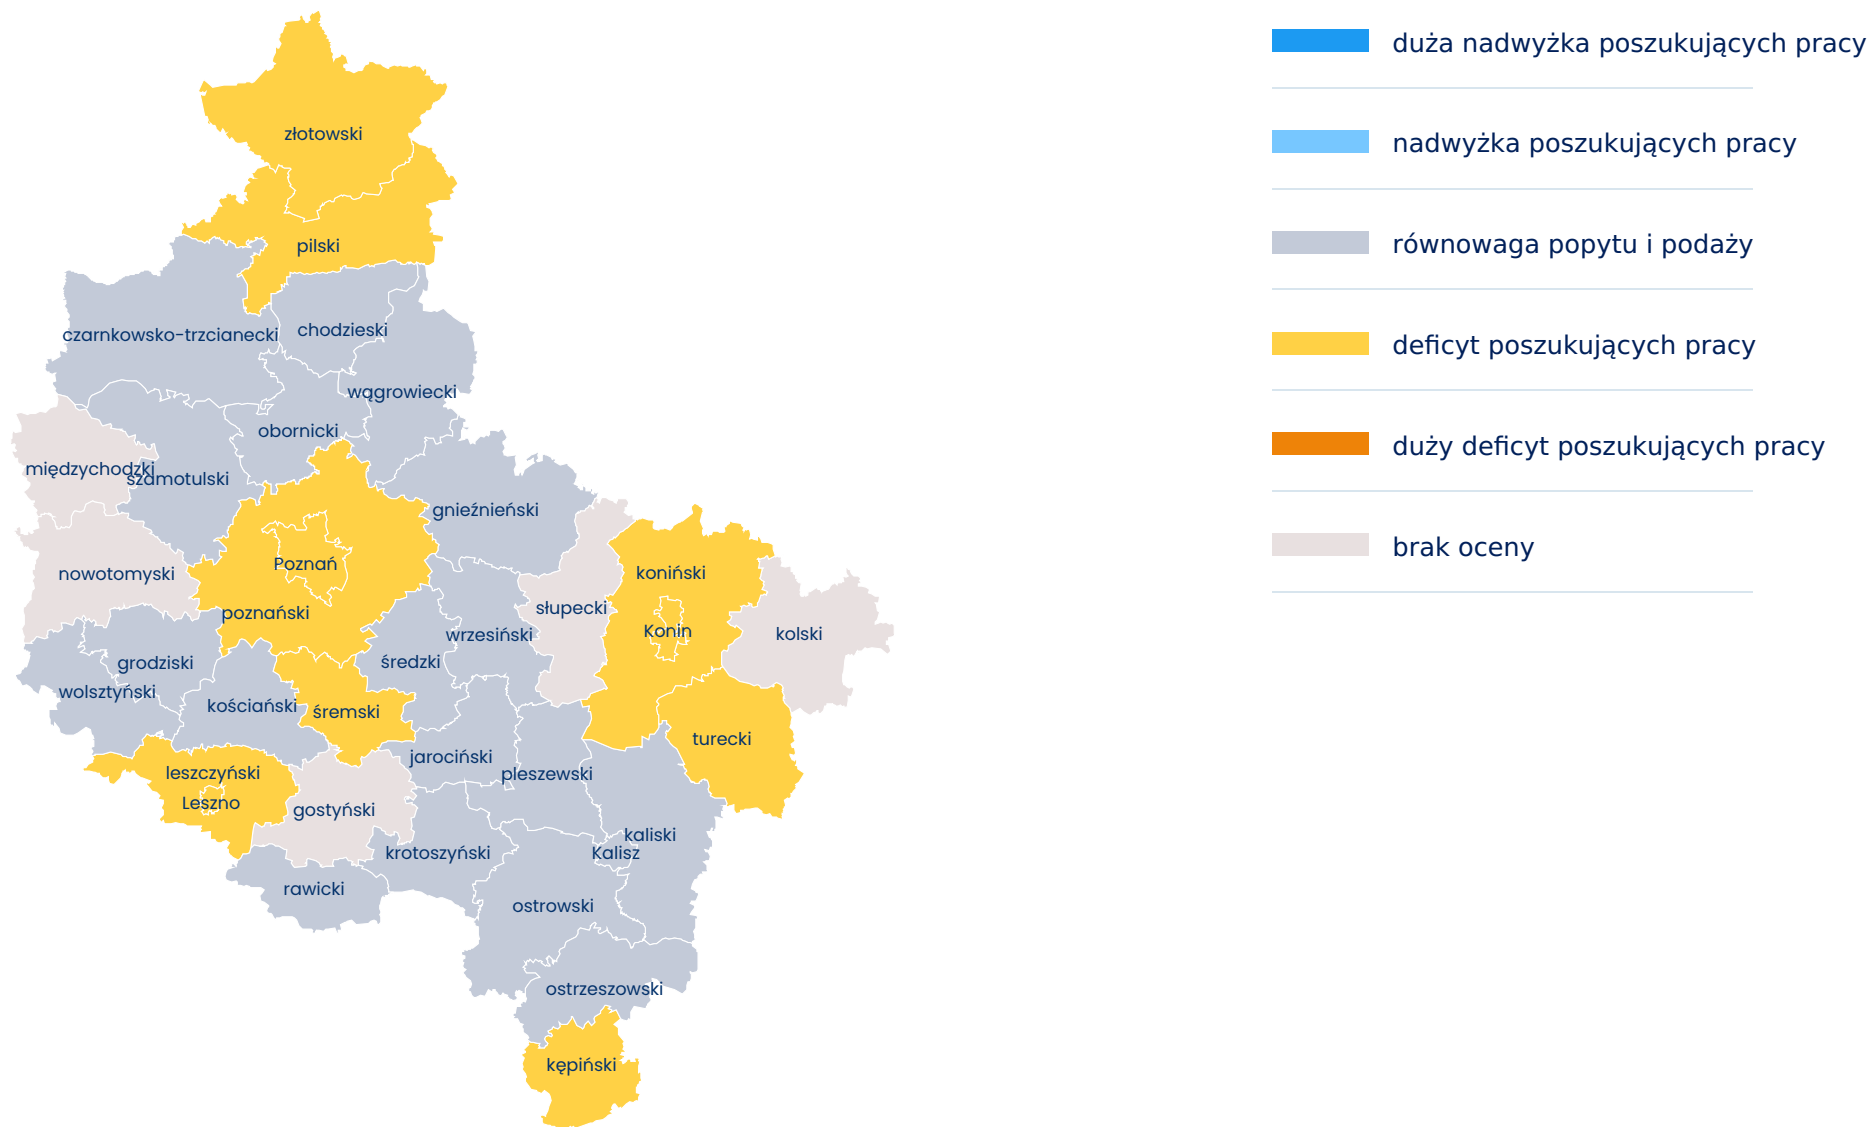 złotowski
pilski
czarnkowsko-trzcianecki
chodzieski
wągrowiecki
obornicki
międzychodzki
szamotulski
gnieźnieński
Poznań
nowotomyski
koniński
słupecki
poznański
Konin
wrzesiński
kolski
grodziski
średzki
wolsztyński
kościański
śremski
turecki
jarociński
leszczyński
pleszewski
Leszno
gostyński
kaliski
krotoszyński
Kalisz
rawicki
ostrowski
ostrzeszowski
kępiński
duża nadwyżka poszukujących pracy
nadwyżka poszukujących pracy
równowaga popytu i podaży
deficyt poszukujących pracy
duży deficyt poszukujących pracy
brak oceny